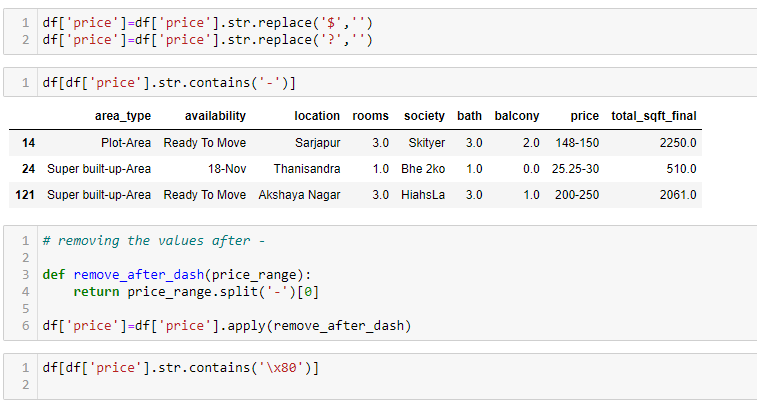 1 df['price']=df['price'].str.replace('$','')
2 df['price']=df['price'].str.replace('?','')
1 df[df['price'].str.contains('-')]
area_type availability location rooms society bath balcony price total_sqft_final
14 Plot-Area Ready To Move Sarjapur 3.0 Skityer 3.0 2.0 148-150 2250.0
24 Super built-up-Area 18-Nov Thanisandra 1.0 Bhe 2ko 1.0 0.0 25.25-30 510.0
121 Super built-up-Area Ready To Move Akshaya Nagar 3.0 HiahsLa 3.0 1.0 200-250 2061.0
1 # removing the values after -
2
3 def remove_after_dash(price_range):
4     return price_range.split('-')[0]
5
6 df['price']=df['price'].apply(remove_after_dash)
1 df[df['price'].str.contains('\x80')]
2